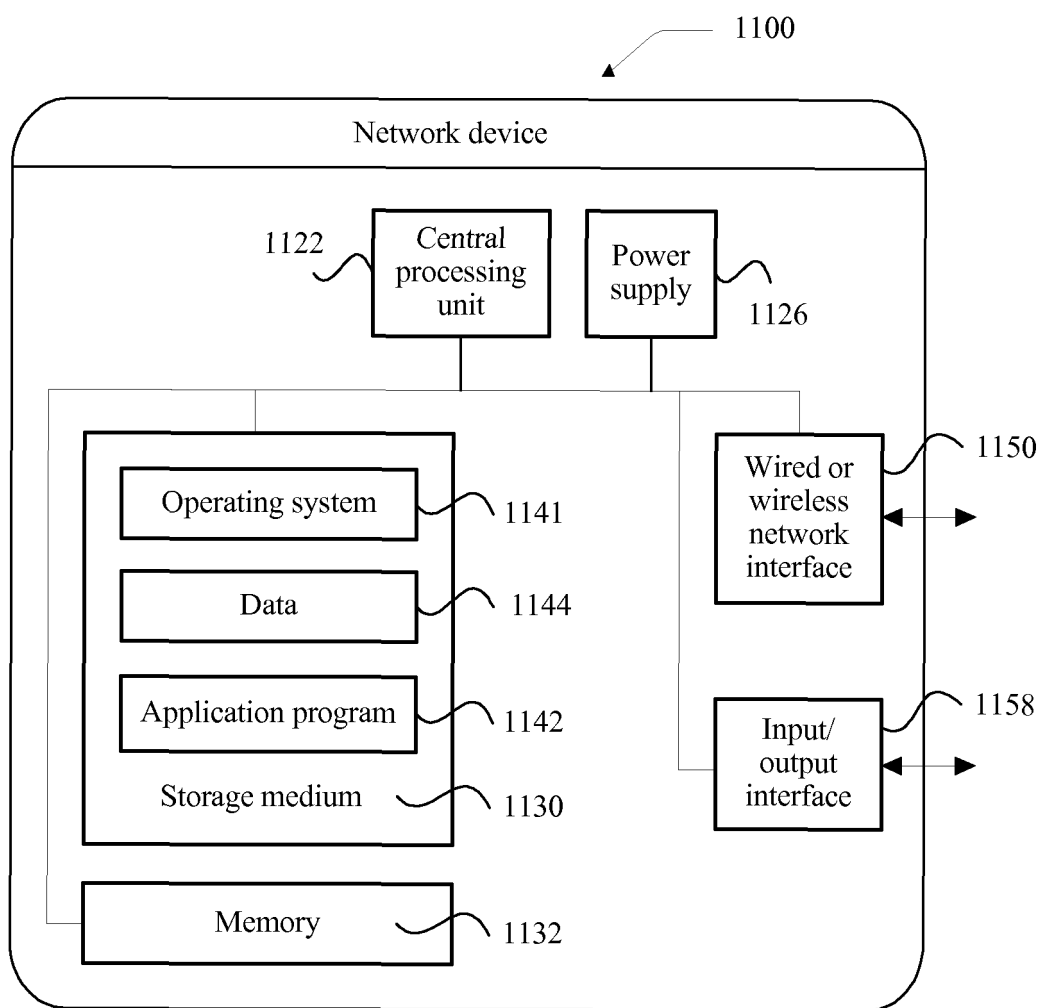 1100
Network device
1122
Central
processing
unit
Power
supply
1126
Operating system
1141
Data
1144
Application program
1142
Storage medium
1130
Memory
1132
Wired or
wireless
network
interface
1150
Input/
output
interface
1158